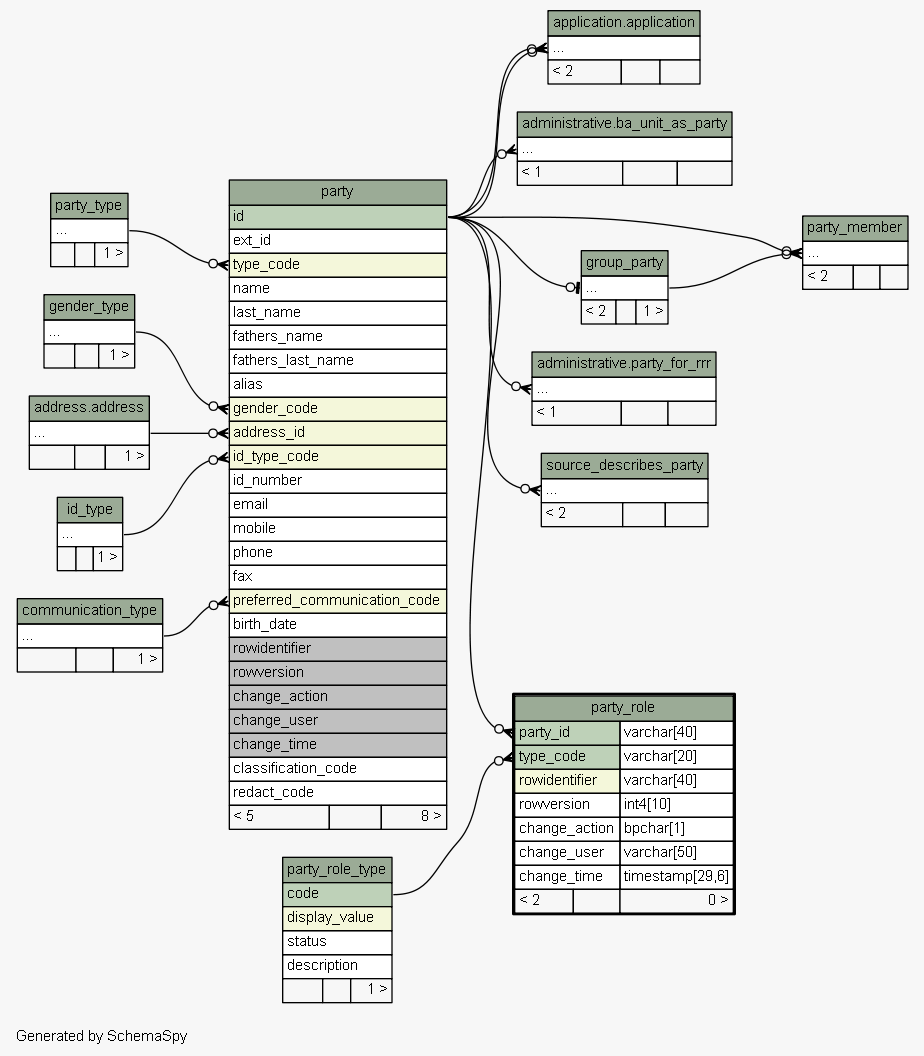 application.application
...
< 2
administrative.ba_unit_as_party
...
< 1
party_type
...
1 >
gender_type
...
1 >
address.address
...
1 >
id_type
...
1 >
communication_type
...
1 >
party
id
ext_id
type_code
name
last_name
fathers_name
fathers_last_name
alias
gender_code
address_id
id_type_code
id_number
email
mobile
phone
fax
preferred_communication_code
birth_date
rowidentifier
rowversion
change_action
change_user
change_time
classification_code
redact_code
< 5 8 >
party_member
...
< 2
group_party
...
< 2 1 >
administrative.party_for_rrr
...
< 1
source_describes_party
...
< 2
party_role
party_id varchar[40]
type_code varchar[20]
rowidentifier varchar[40]
rowversion int4[10]
change_action bpchar[1]
change_user varchar[50]
change_time timestamp[29,6]
< 2 0 >
party_role_type
code
display_value
status
description
1 >
Generated by SchemaSpy